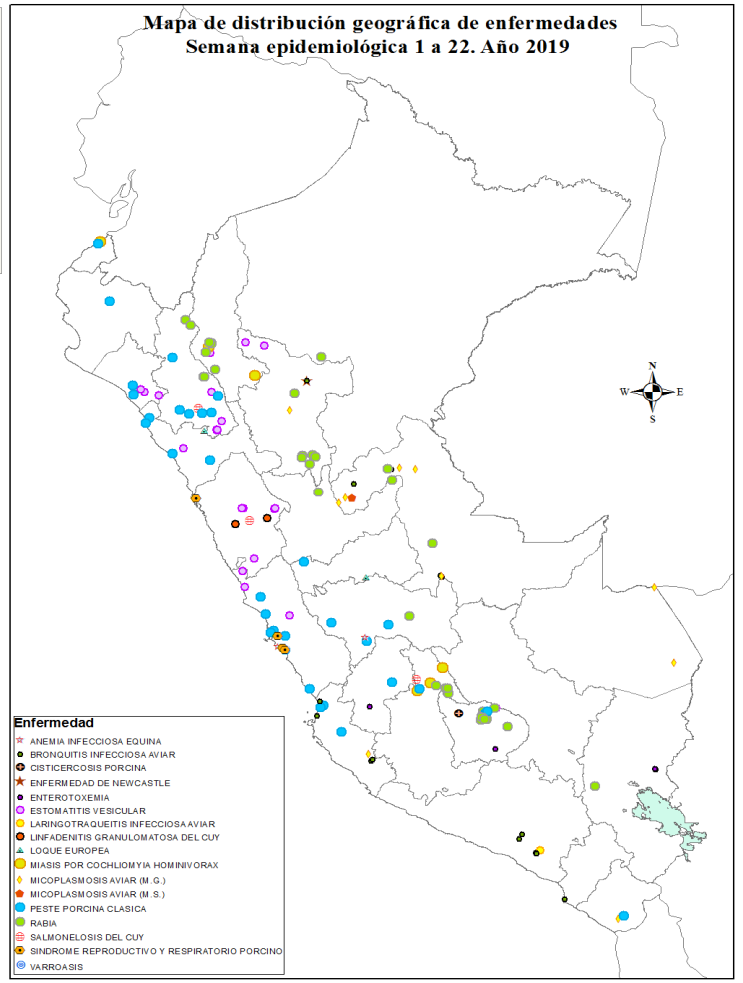 Mapa de distribución geográfica de enfermedades
Semana epidemiológica 1 a 22. Año 2019
N
W
E
S
Enfermedad
ANEMIA INFECCIOSA EQUINA
BRONQUITIS INFECCIOSA AVIAR
CISTICERCOSIS PORCINA
ENFERMEDAD DE NEWCASTLE
ENTEROTOXEMIA
ESTOMATITIS VESICULAR
LARINGOTRAQUEITIS INFECCIOSA AVIAR
LINFADENITIS GRANULOMATOSA DEL CUY
LOQUE EUROPEA
MIASIS POR COCHLIOMYIA HOMINIVORAX
MICOPLASMOSIS AVIAR (M.G.)
MICOPLASMOSIS AVIAR (M.S.)
PESTE PORCINA CLASICA
RABIA
SALMONELOSIS DEL CUY
SINDROME REPRODUCTIVO Y RESPIRATORIO PORCINO
VARROASIS